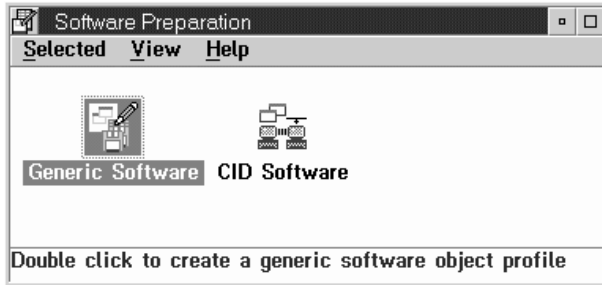 Software Preparation
Selected View Help
Generic Software CID Software
Double click to create a generic software object profile